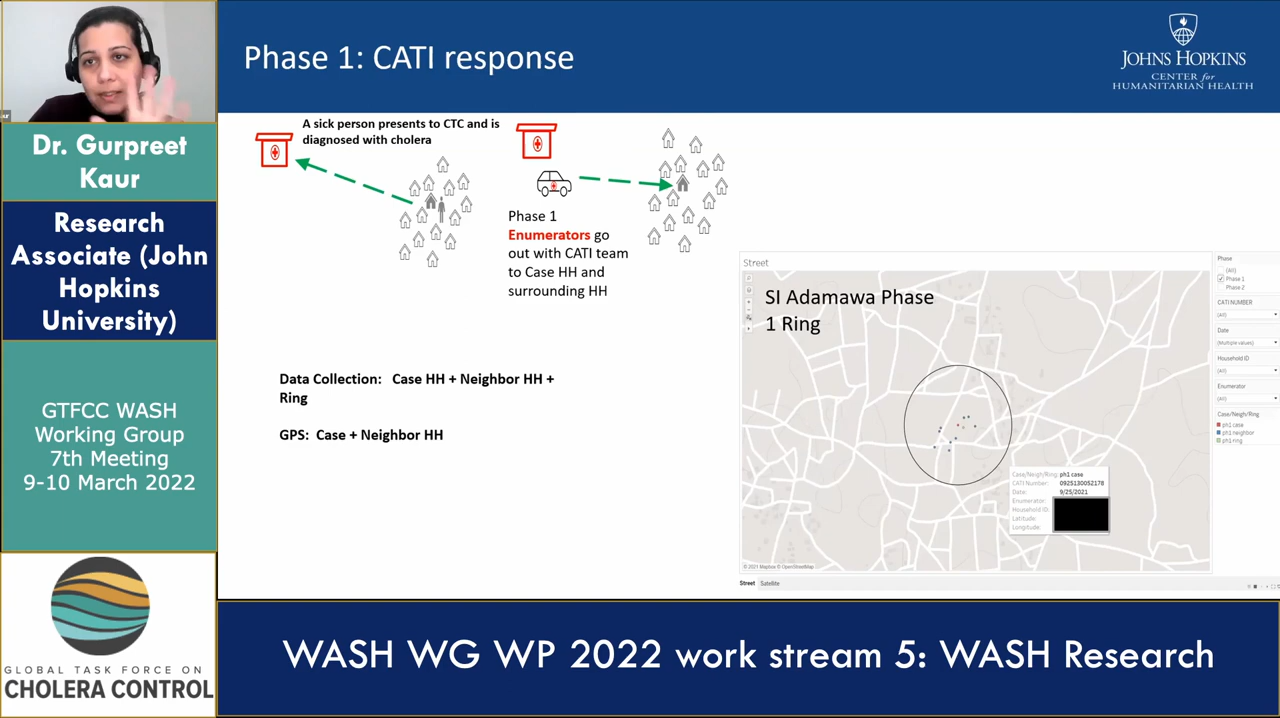 Phase 1: CATI response
JOHNS HOPKINS
CENTER for
HUMANITARIAN HEALTH
Dr. Gurpreet
Kaur
Research
Associate (John
Hopkins
University)
GTFCC WASH
Working Group
7th Meeting
9-10 March 2022
GLOBAL TASK FORCE ON
CHOLERA CONTROL
A sick person presents to CTC and is
diagnosed with cholera
Phase 1
Enumerators go
out with CATI team
to Case HH and
surrounding HH
Data Collection: Case HH + Neighbor HH +
Ring
GPS: Case + Neighbor HH
Street
SI Adamawa Phase
1 Ring
Case/Neigh/Ring: ph1 case
CATI Number: 0925130052178
Date: 9/25/2021
Enumerator:
Household ID:
Latitude:
Longitude:
© 2021 Mapbox © OpenStreetMap
Street Satellite
Phase
(All)
Phase 1
Phase 2
CATI NUMBER
(All)
Date
(Multiple values)
Household ID
(All)
Enumerator
(All)
Case/Neigh/Ring
ph1 case
ph1 neighbor
ph1 ring
WASH WG WP 2022 work stream 5: WASH Research